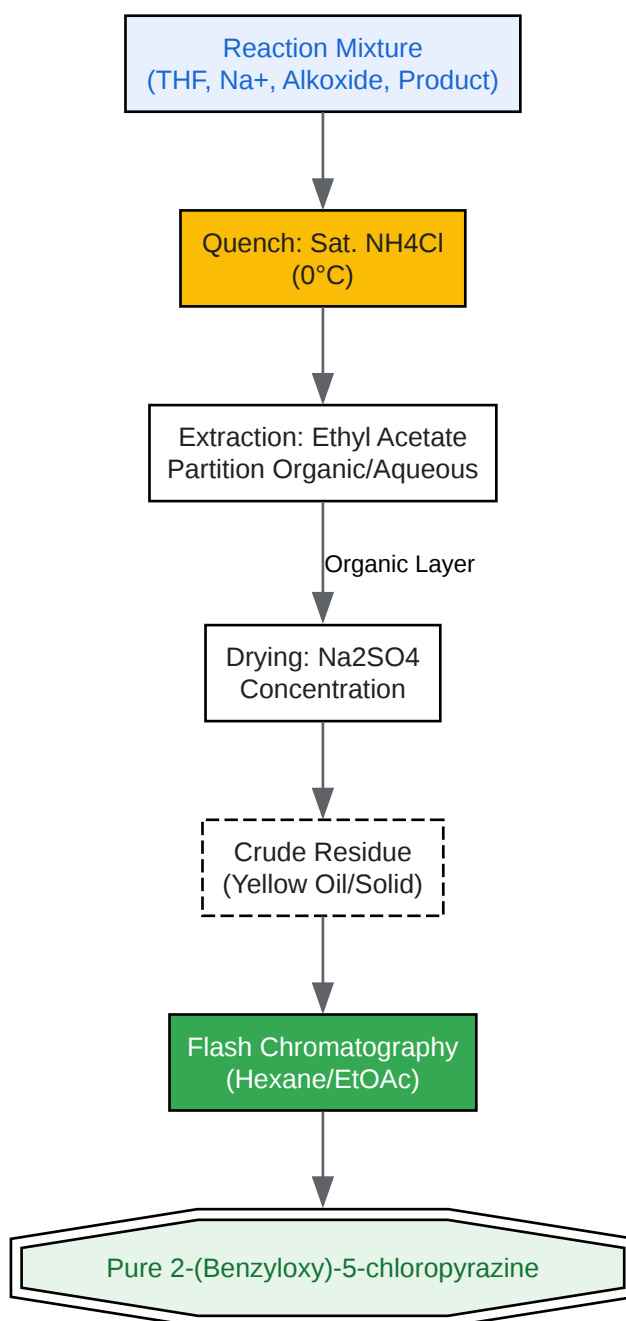 Reaction Mixture
(THF, Na+, Alkoxide, Product)
Quench: Sat. NH4Cl
(0°C)
Extraction: Ethyl Acetate
Partition Organic/Aqueous
Organic Layer
Drying: Na2SO4
Concentration
Crude Residue
(Yellow Oil/Solid)
Flash Chromatography
(Hexane/EtOAc)
Pure 2-(Benzyloxy)-5-chloropyrazine